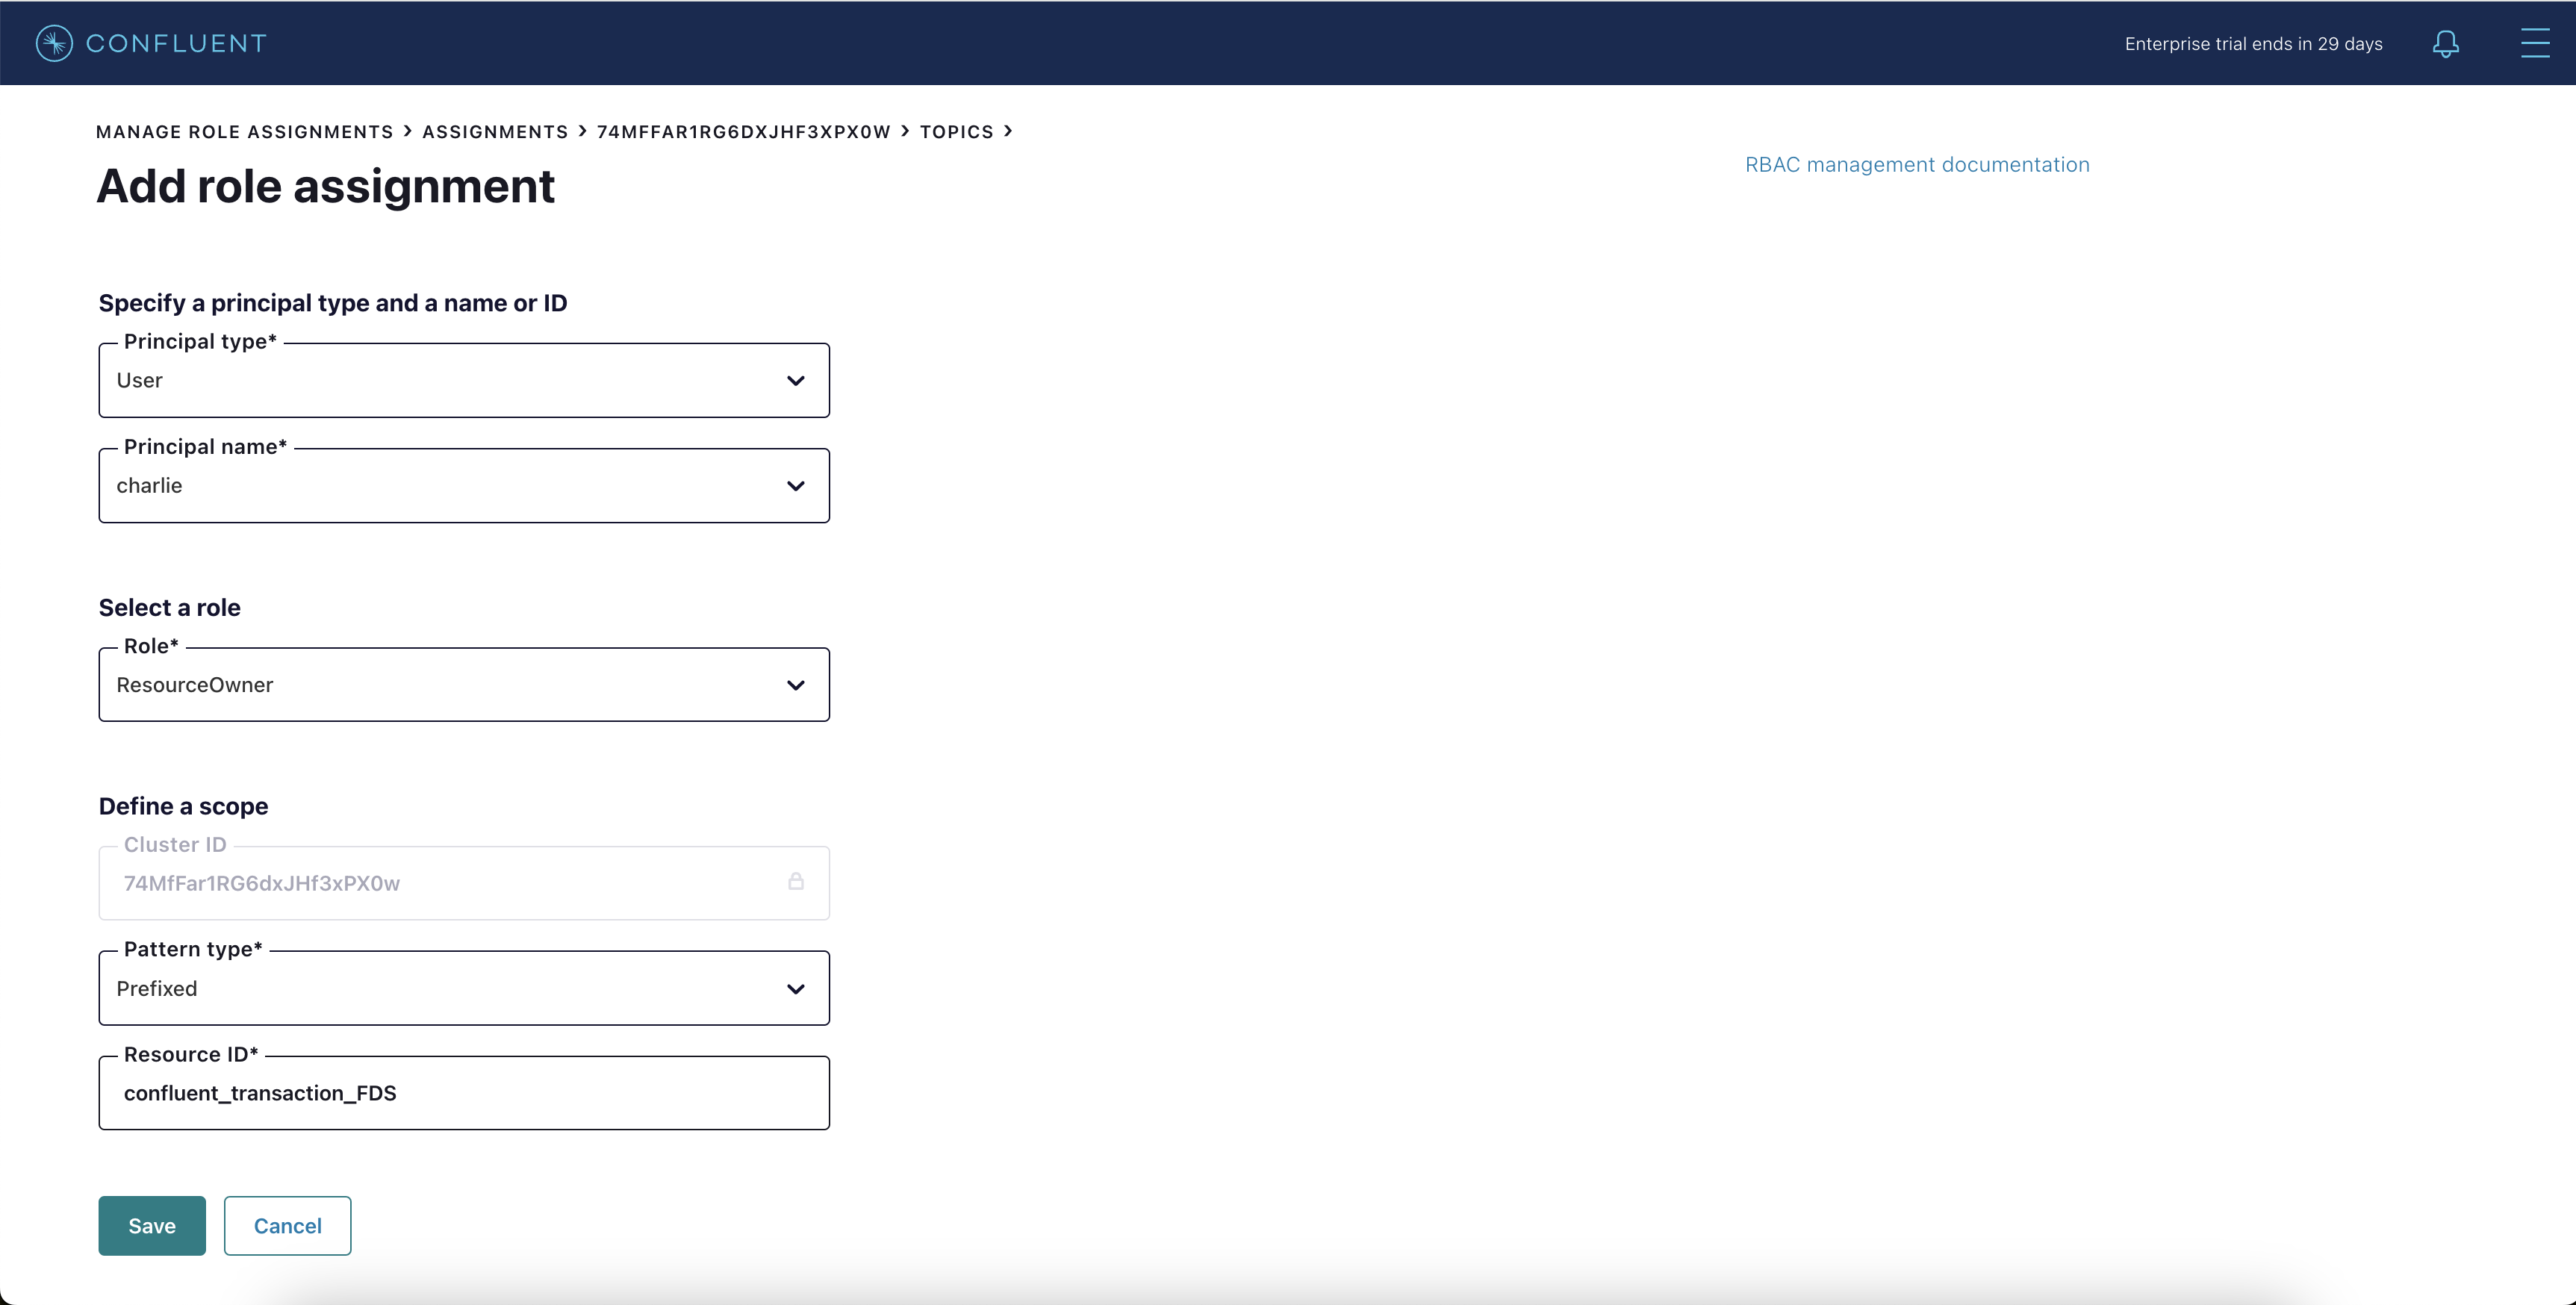 CONFLUENT
Enterprise trial ends in 29 days
MANAGE ROLE ASSIGNMENTS > ASSIGNMENTS > 74MFFAR1RG6DXJHF3XPX0W > TOPICS >
Add role assignment
RBAC management documentation
Specify a principal type and a name or ID
Principal type*
User
Principal name*
charlie
Select a role
Role*
ResourceOwner
Define a scope
Cluster ID
74MfFar1RG6dxJHf3xPX0w
Pattern type*
Prefixed
Resource ID*
confluent_transaction_FDS
Save
Cancel